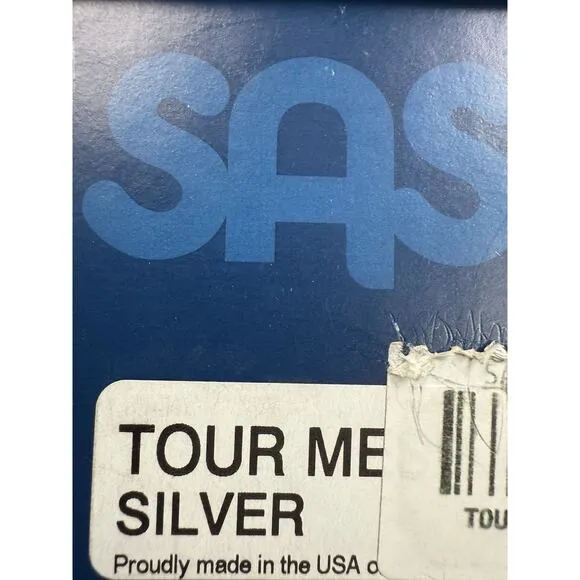 SAS
TOUR ME
SILVER
Proudly made in the USA o
TOU